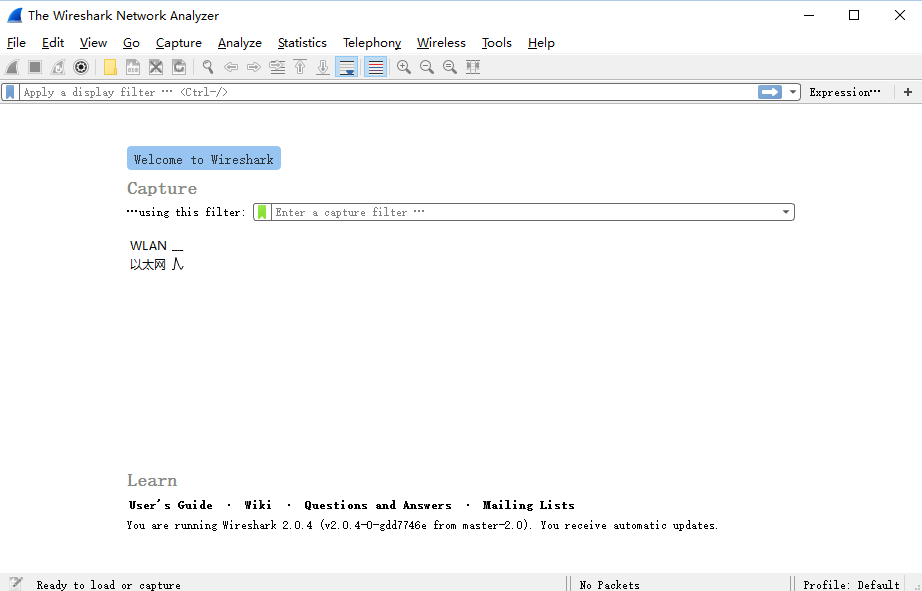 The Wireshark Network Analyzer
File Edit View Go Capture Analyze Statistics Telephony Wireless Tools Help
Apply a display filter … <Ctrl-/> Expression…
Welcome to Wireshark
Capture
…using this filter: Enter a capture filter …
WLAN
以太网
Learn
User's Guide · Wiki · Questions and Answers · Mailing Lists
You are running Wireshark 2.0.4 (v2.0.4-0-gdd7746e from master-2.0). You receive automatic updates.
Ready to load or capture No Packets Profile: Default